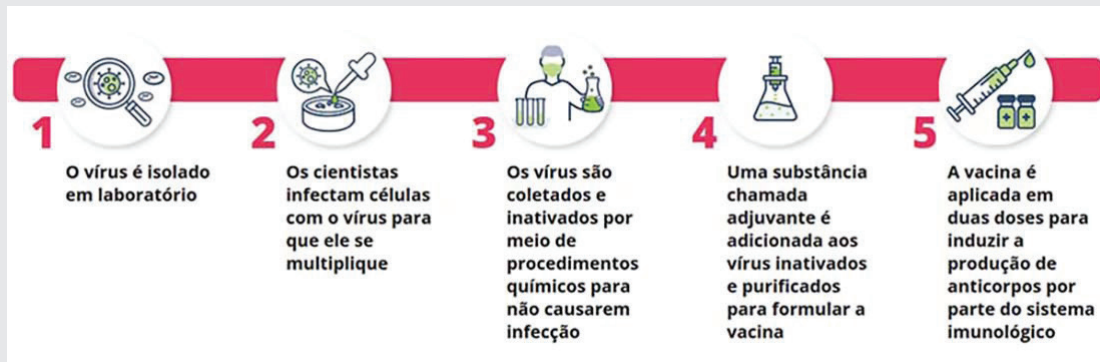 1
O vírus é isolado
em laboratório
2
Os cientistas
infectam células
com o vírus para
que ele se
multiplique
3
Os vírus são
coletados e
inativados por
meio de
procedimentos
químicos para
não causarem
infecção
4
Uma substância
chamada
adjuvante é
adicionada aos
vírus inativados
e purificados
para formular a
vacina
5
A vacina é
aplicada em
duas doses para
induzir a
produção de
anticorpos por
parte do sistema
imunológico